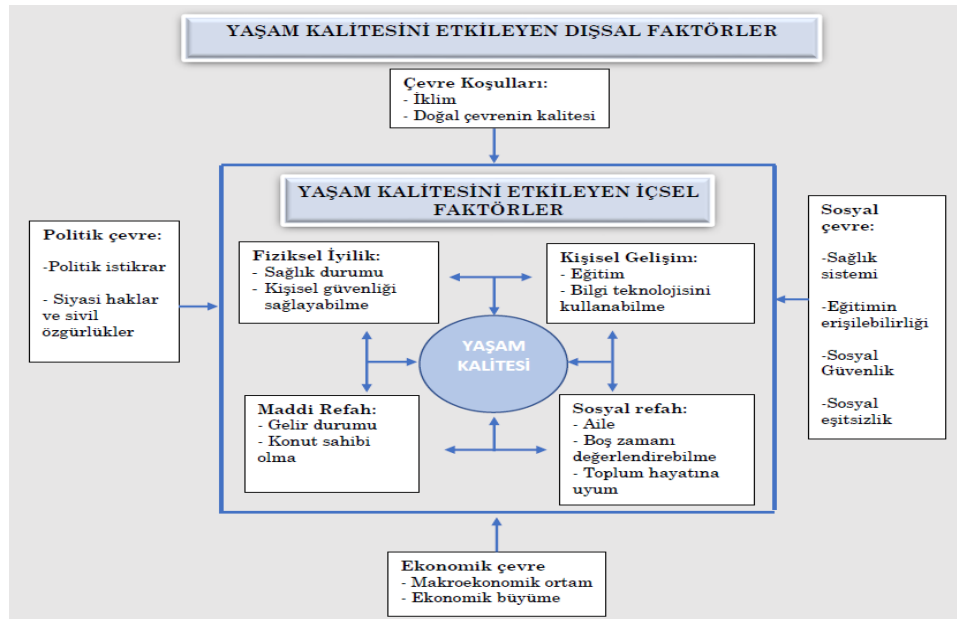 YAŞAM KALİTESİNİ ETKİLEYEN DIŞSAL FAKTÖRLER
Çevre Koşulları:
- İklim
- Doğal çevrenin kalitesi
YAŞAM KALİTESİNİ ETKİLEYEN İÇSEL
FAKTÖRLER
Politik çevre:
-Politik istikrar
- Siyasi haklar
ve sivil
özgürlükler
Fiziksel İyilik:
- Sağlık durumu
- Kişisel güvenliği
sağlayabilme
Kişisel Gelişim:
- Eğitim
- Bilgi teknolojisini
kullanabilme
YAŞAM
KALİTESİ
Maddi Refah:
- Gelir durumu
- Konut sahibi
olma
Sosyal refah:
- Aile
- Boş zamanı
değerlendirebilme
- Toplum hayatına
uyum
Sosyal
çevre:
-Sağlık
sistemi
-Eğitimin
erişilebilirliği
-Sosyal
Güvenlik
-Sosyal
eşitsizlik
Ekonomik çevre
- Makroekonomik ortam
- Ekonomik büyüme